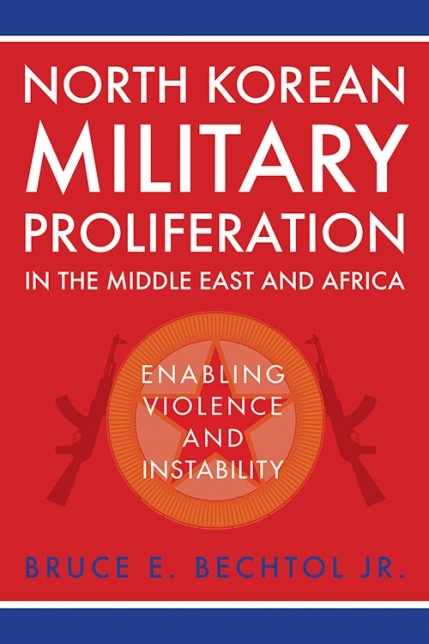 NORTH KOREAN
MILITARY
PROLIFERATION
IN THE MIDDLE EAST AND AFRICA
ENABLING
VIOLENCE
AND
INSTABILITY
BRUCE E. BECHTOL JR.